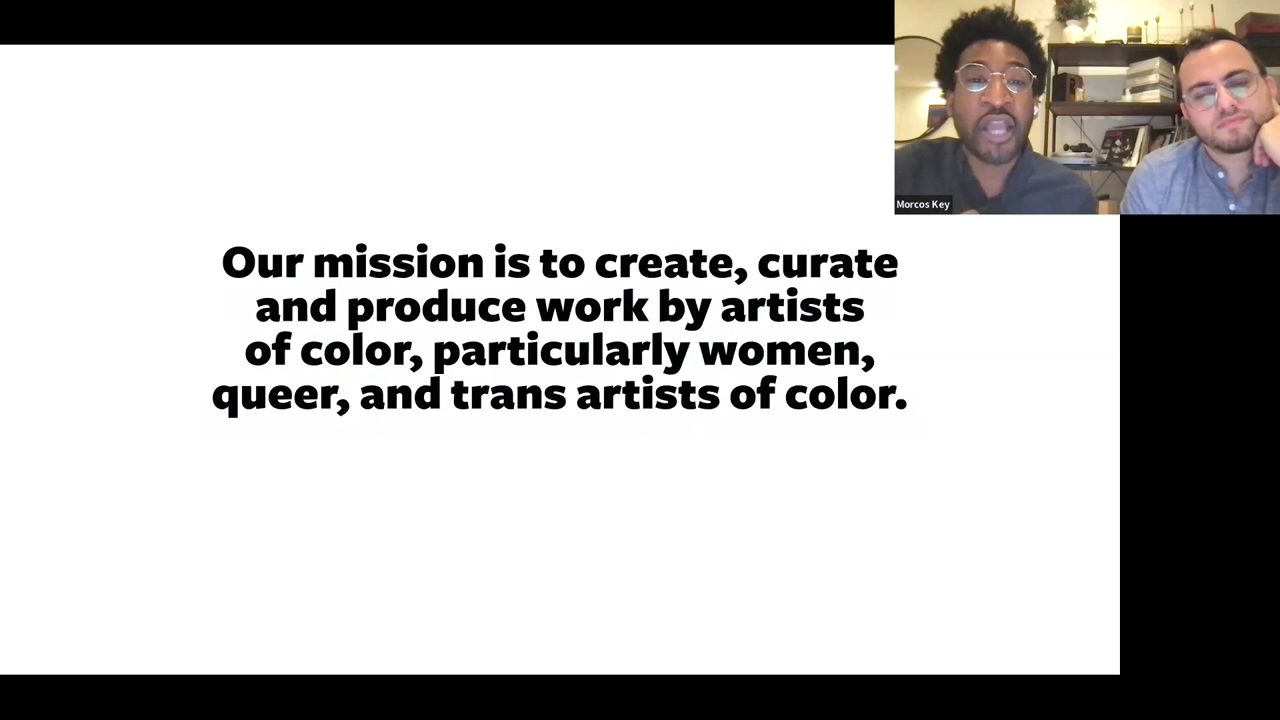 Morcos Key
Our mission is to create, curate
and produce work by artists
of color, particularly women,
queer, and trans artists of color.